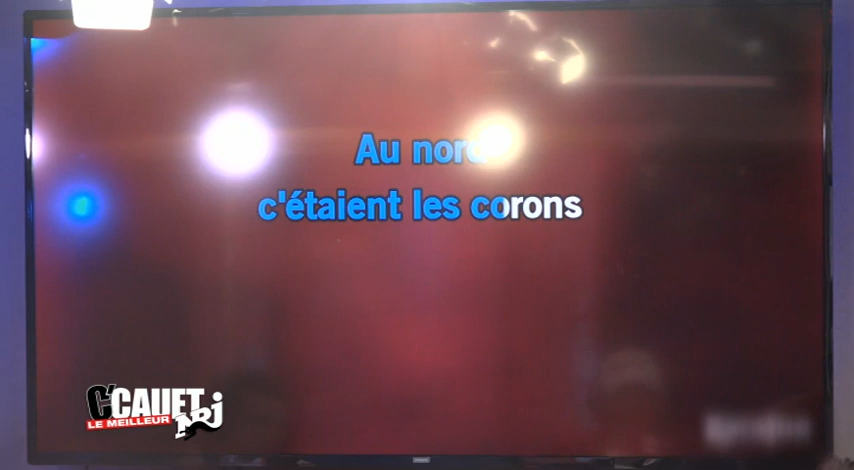 Au nord
c'étaient les corons
C'CAUET
LE MEILLEUR
NRJ